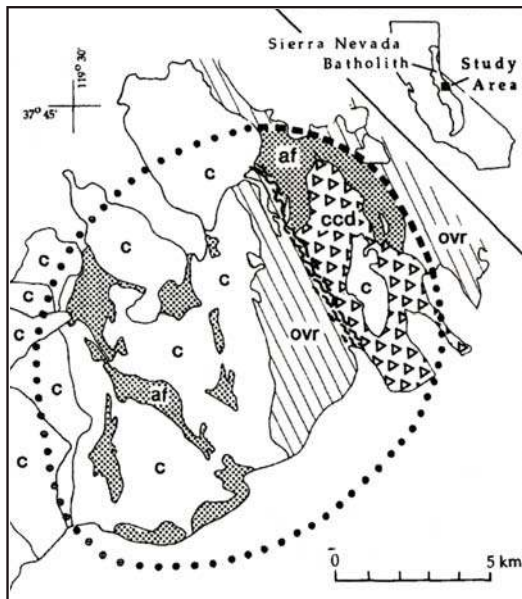 Sierra Nevada
Batholith
Study
Area
119° 30'
37° 45'
af
c
ccd
ovr
c
c
c
c
c
ovr
c
c
af
c
c
0
5 km